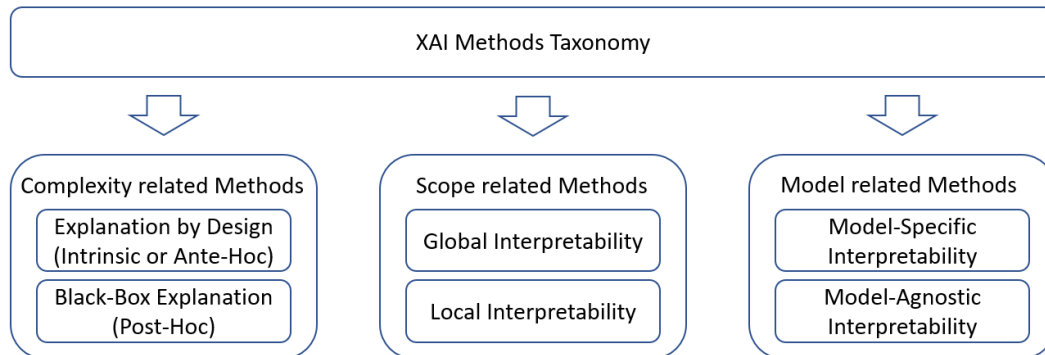 XAI Methods Taxonomy
Complexity related Methods
Explanation by Design
(Intrinsic or Ante-Hoc)
Black-Box Explanation
(Post-Hoc)
Scope related Methods
Global Interpretability
Local Interpretability
Model related Methods
Model-Specific
Interpretability
Model-Agnostic
Interpretability